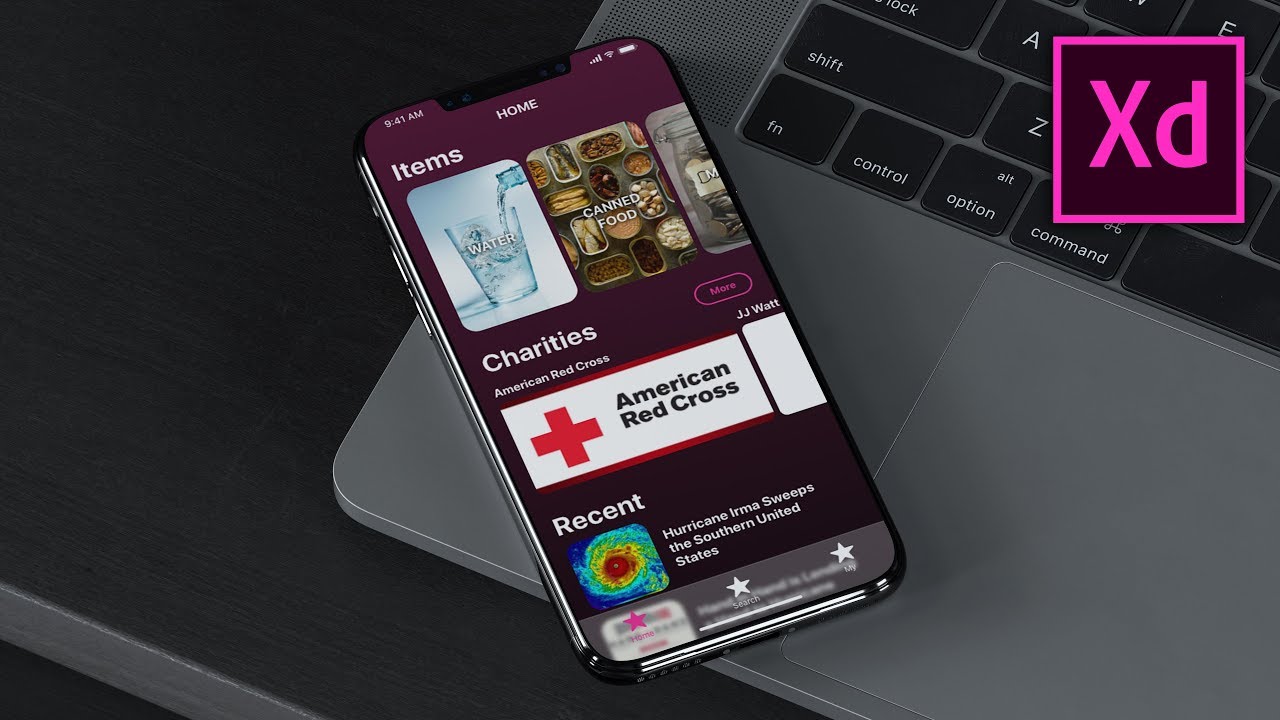 9:41 AM
HOME
Items
WATER
CANNED
FOOD
More
Charities
American Red Cross
JJ Watt
American
Red Cross
Recent
Hurricane Irma Sweeps
the Southern United
States
Home
Search
My
lock
A
E
shift
fn
Z
control
alt
option
⌘
command
Xd